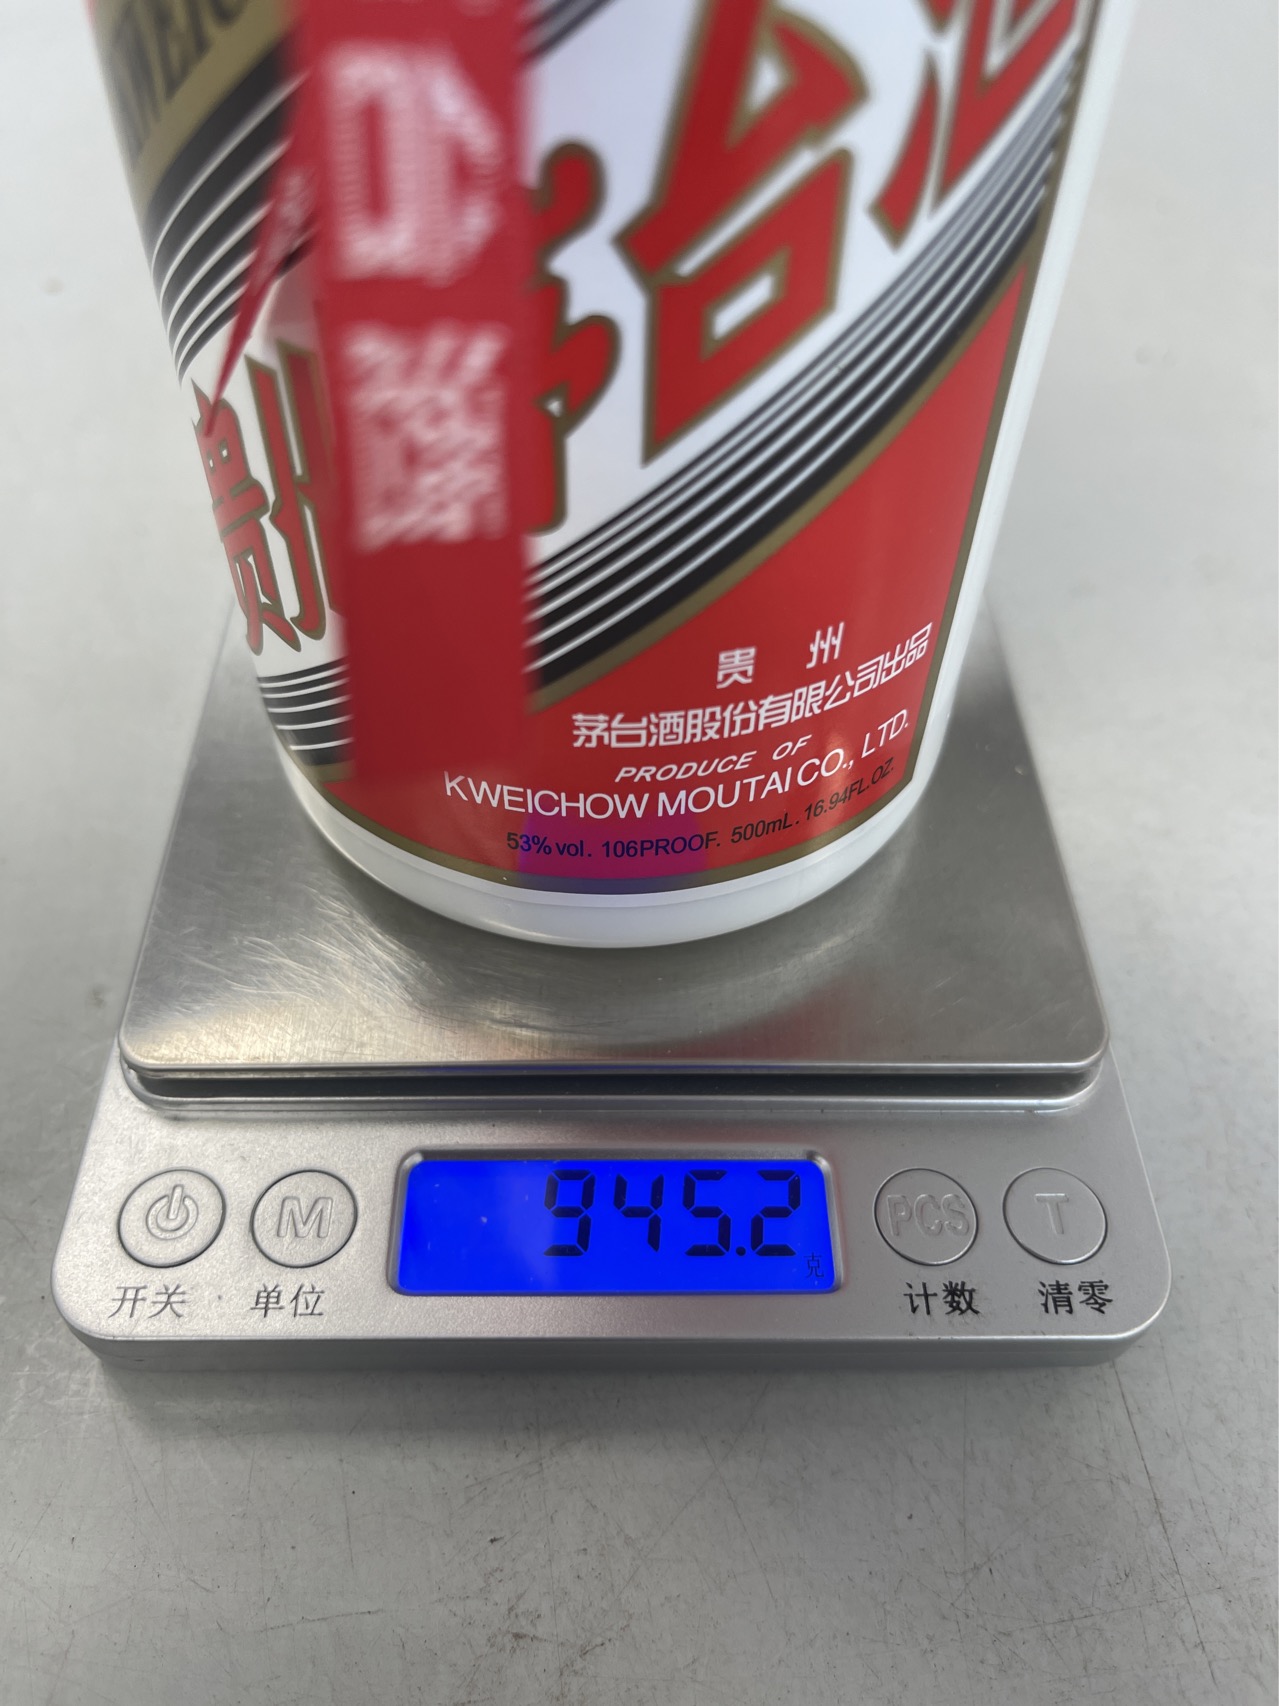 台
贵州
贵 州
茅台酒股份有限公司出品
PRODUCE OF
KWEICHOW MOUTAI CO., LTD.
53% vol. 106PROOF. 500mL. 16.94FL.OZ.
945.2
克
M
PCS
T
开关
单位
计数
清零